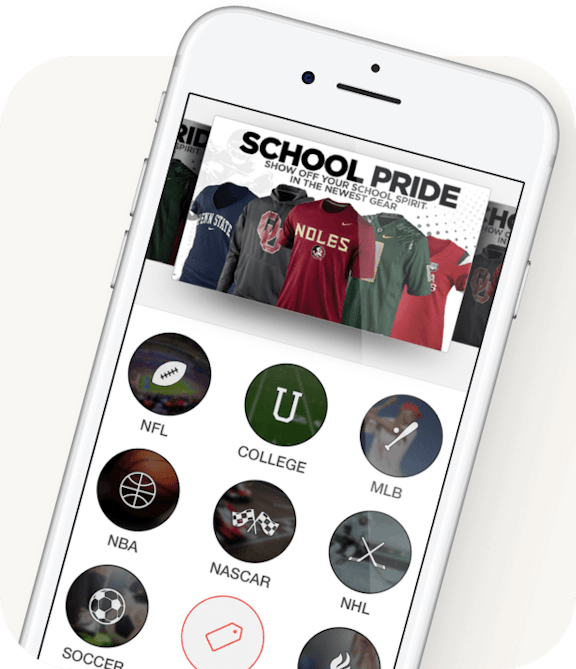 SCHOOL PRIDE
SHOW OFF YOUR SCHOOL SPIRIT.
IN THE NEWEST GEAR
PENN STATE
NOLES
NFL
COLLEGE
MLB
NBA
NASCAR
NHL
SOCCER